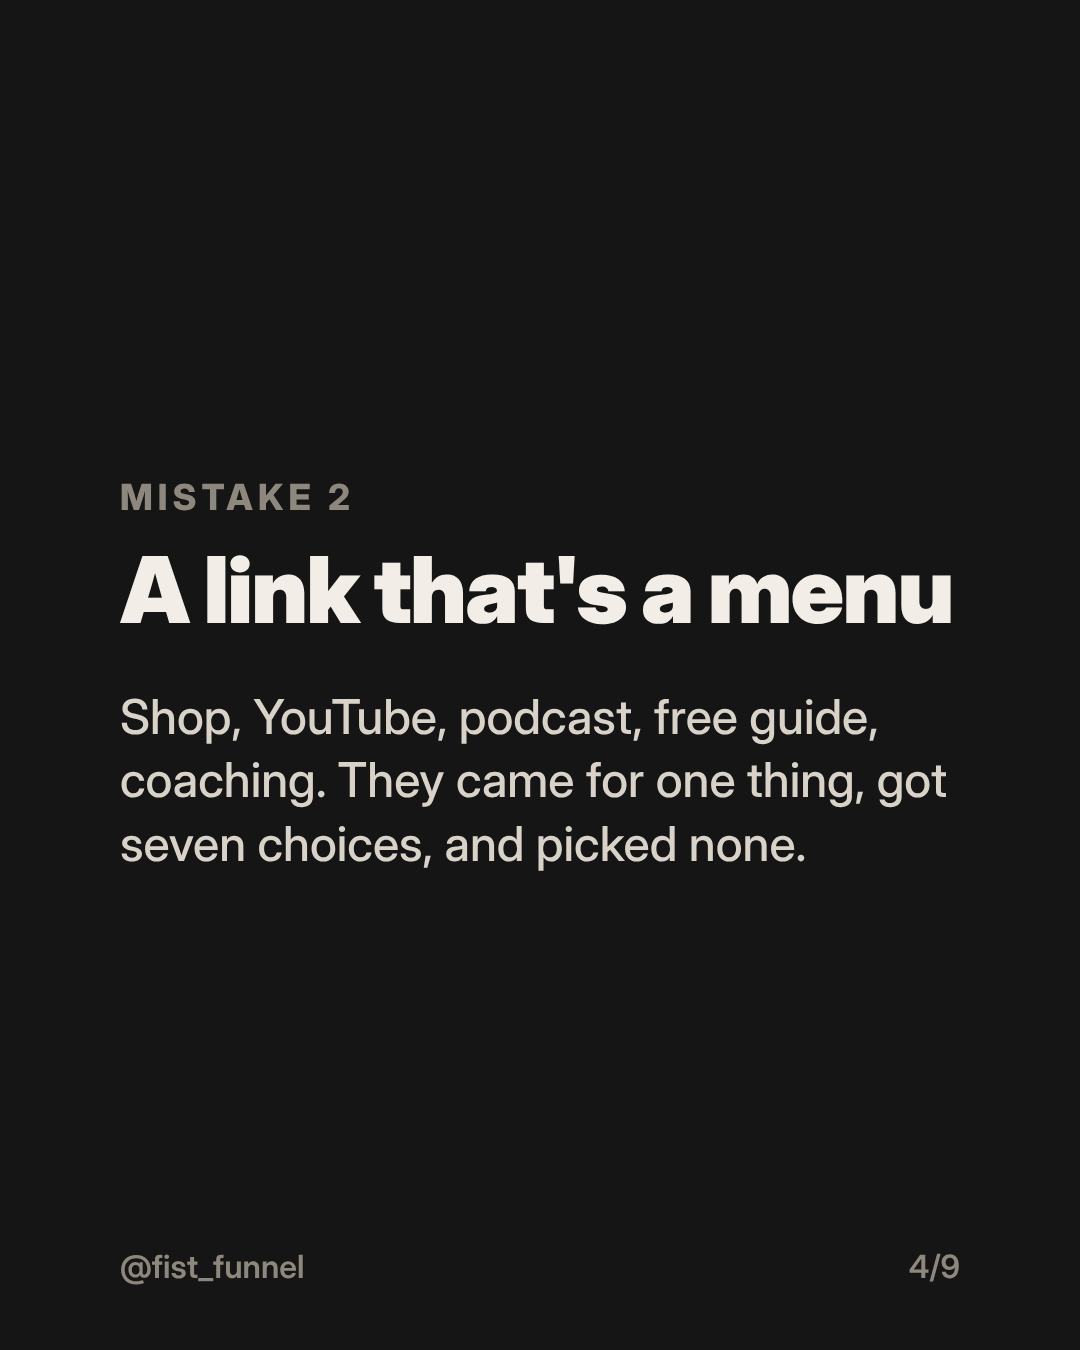 MISTAKE 2
A link that's a menu
Shop, YouTube, podcast, free guide,
coaching. They came for one thing, got
seven choices, and picked none.
@fist_funnel
4/9